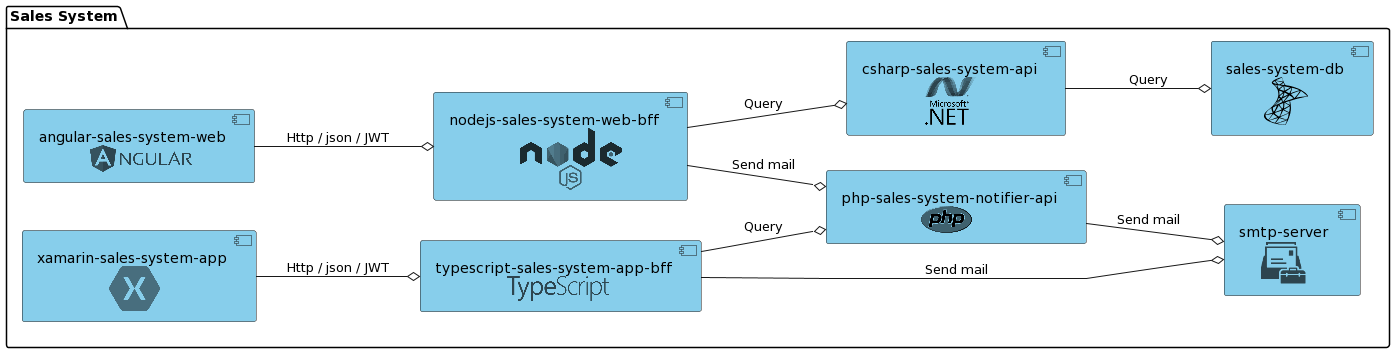 Sales System
angular-sales-system-web
ANGULAR
Http / json / JWT
xamarin-sales-system-app
X
Http / json / JWT
nodejs-sales-system-web-bff
node
JS
typescript-sales-system-app-bff
TypeScript
Query
Send mail
Query
Send mail
csharp-sales-system-api
Microsoft®
.NET
php-sales-system-notifier-api
php
Query
Send mail
sales-system-db
smtp-server